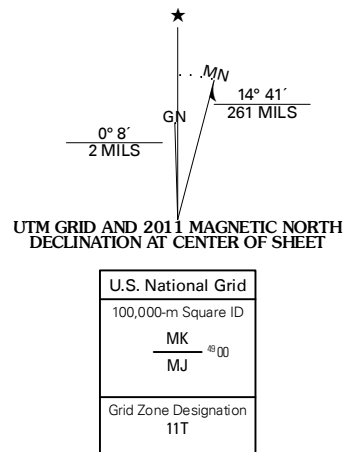 ★
MN
GN
14° 41´
261 MILS
0° 8´
2 MILS
UTM GRID AND 2011 MAGNETIC NORTH
DECLINATION AT CENTER OF SHEET
U.S. National Grid
100,000-m Square ID
MK
4900
MJ
Grid Zone Designation
11T